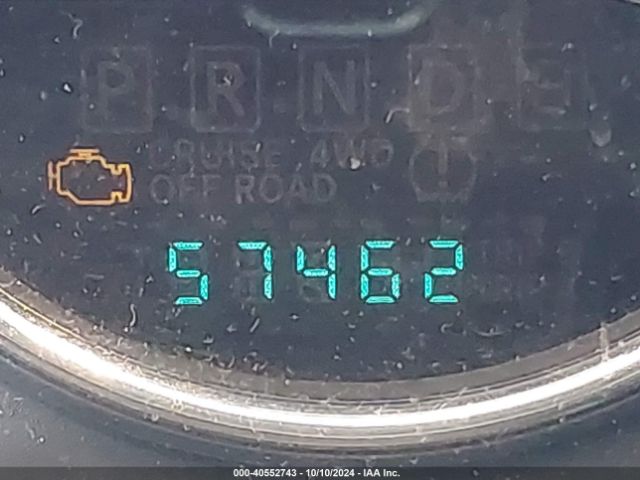 P R N D
CRUISE 4WD
OFF ROAD
57462
000-40552743 - 10/10/2024 - IAA Inc.